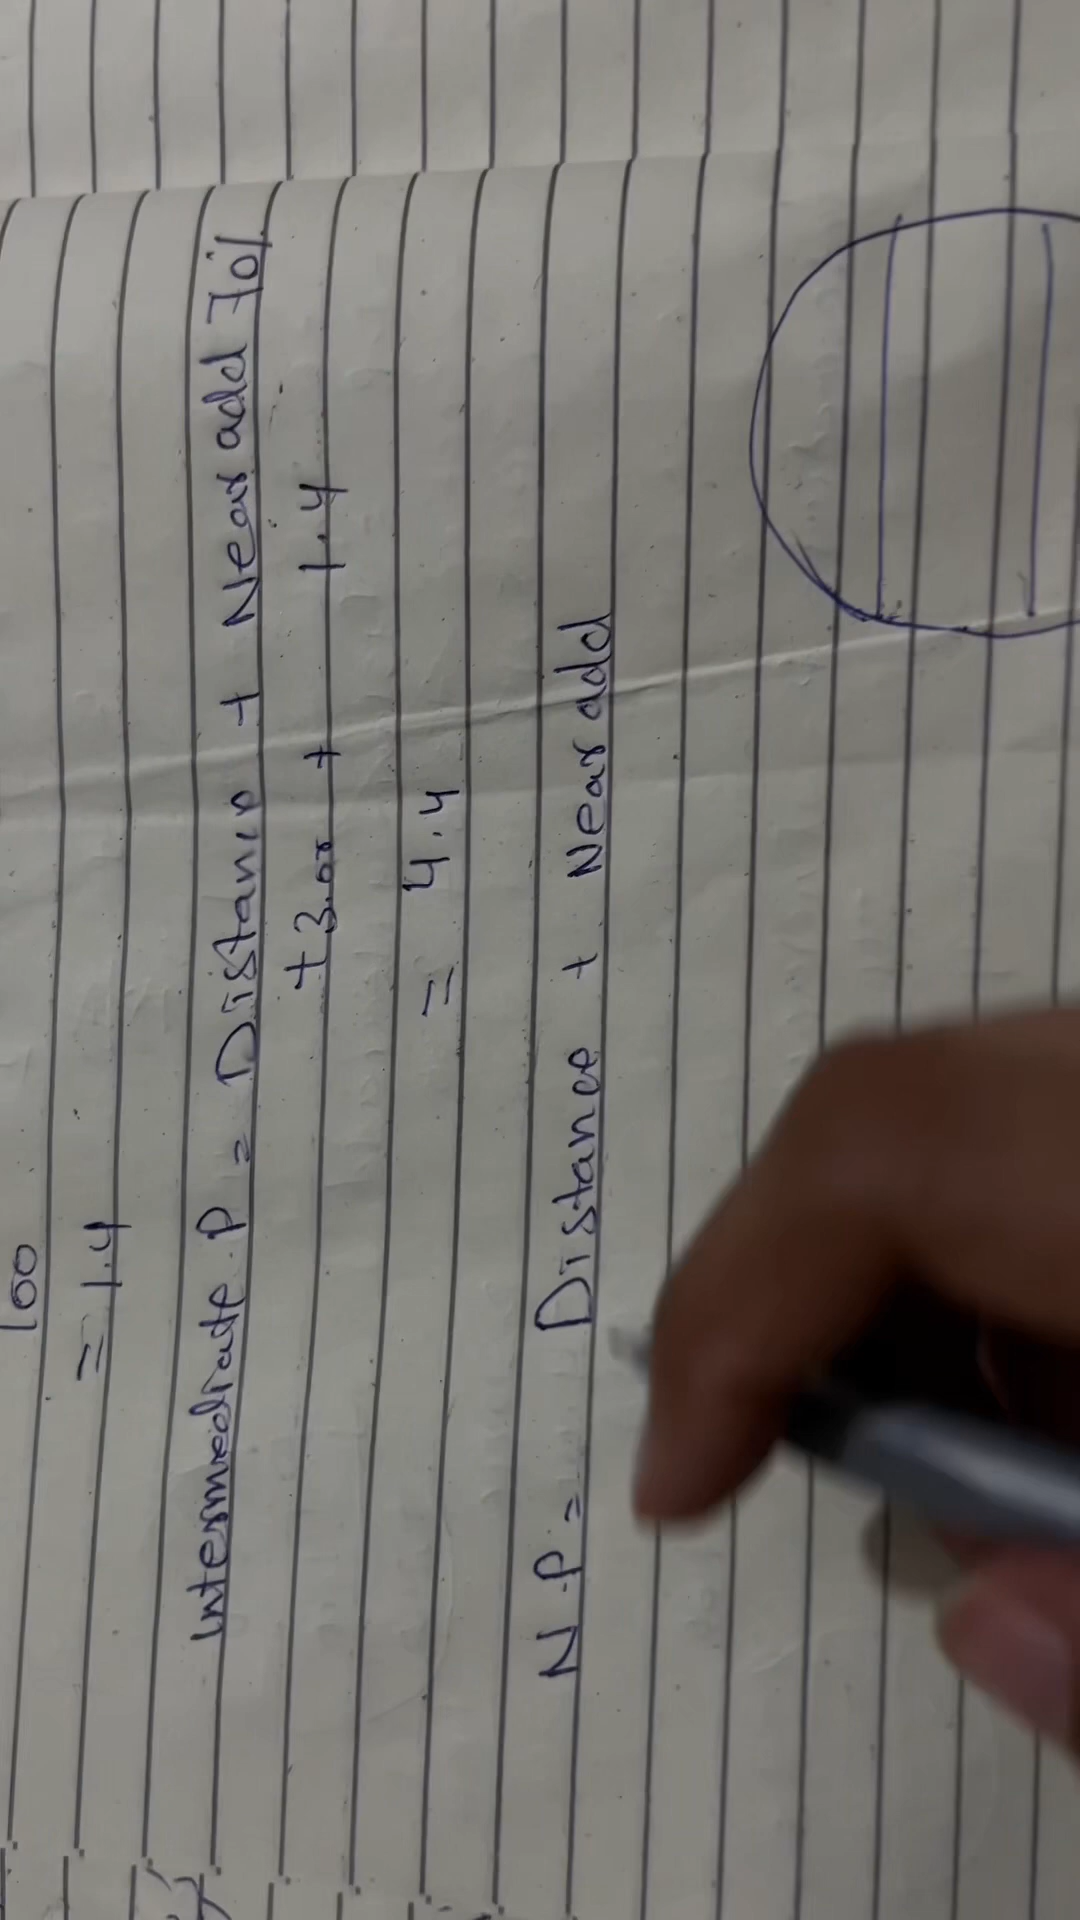 100
= 1.4
Intermediate.P = Distance + Near add 70%
+3.00 + 1.4
= 4.4
N.P = Distance + Near add